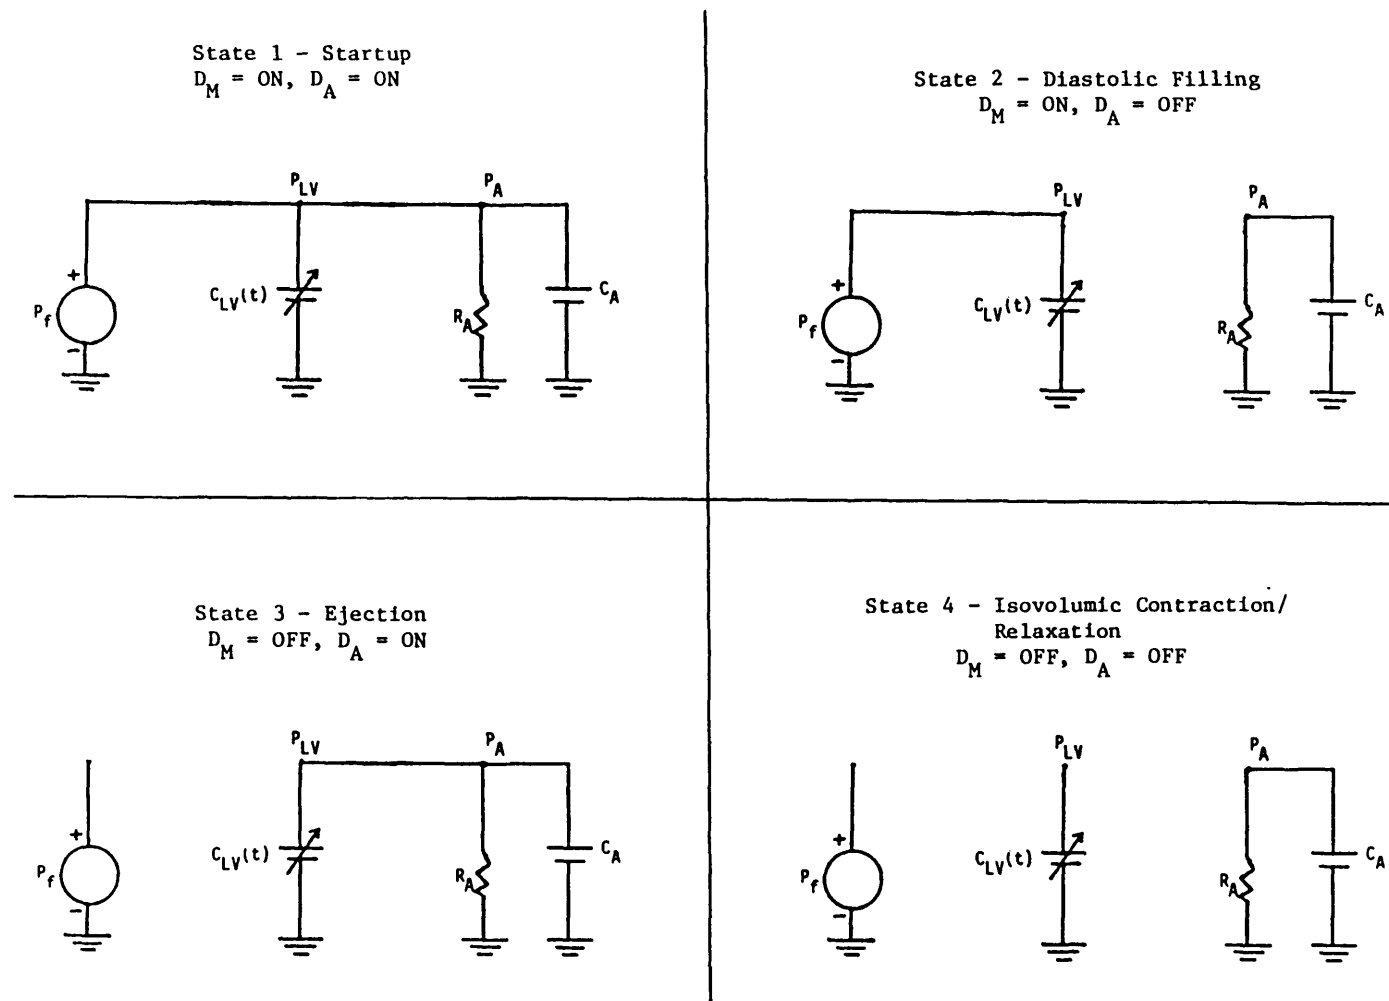 State 1 - Startup
D_M = ON, D_A = ON
P_LV
P_A
+
P_f
-
C_LV(t)
R_A
C_A
State 2 - Diastolic Filling
D_M = ON, D_A = OFF
P_LV
P_A
+
P_f
-
C_LV(t)
R_A
C_A
State 3 - Ejection
D_M = OFF, D_A = ON
P_LV
P_A
+
P_f
-
C_LV(t)
R_A
C_A
State 4 - Isovolumic Contraction/
Relaxation
D_M = OFF, D_A = OFF
P_LV
P_A
+
P_f
-
C_LV(t)
R_A
C_A